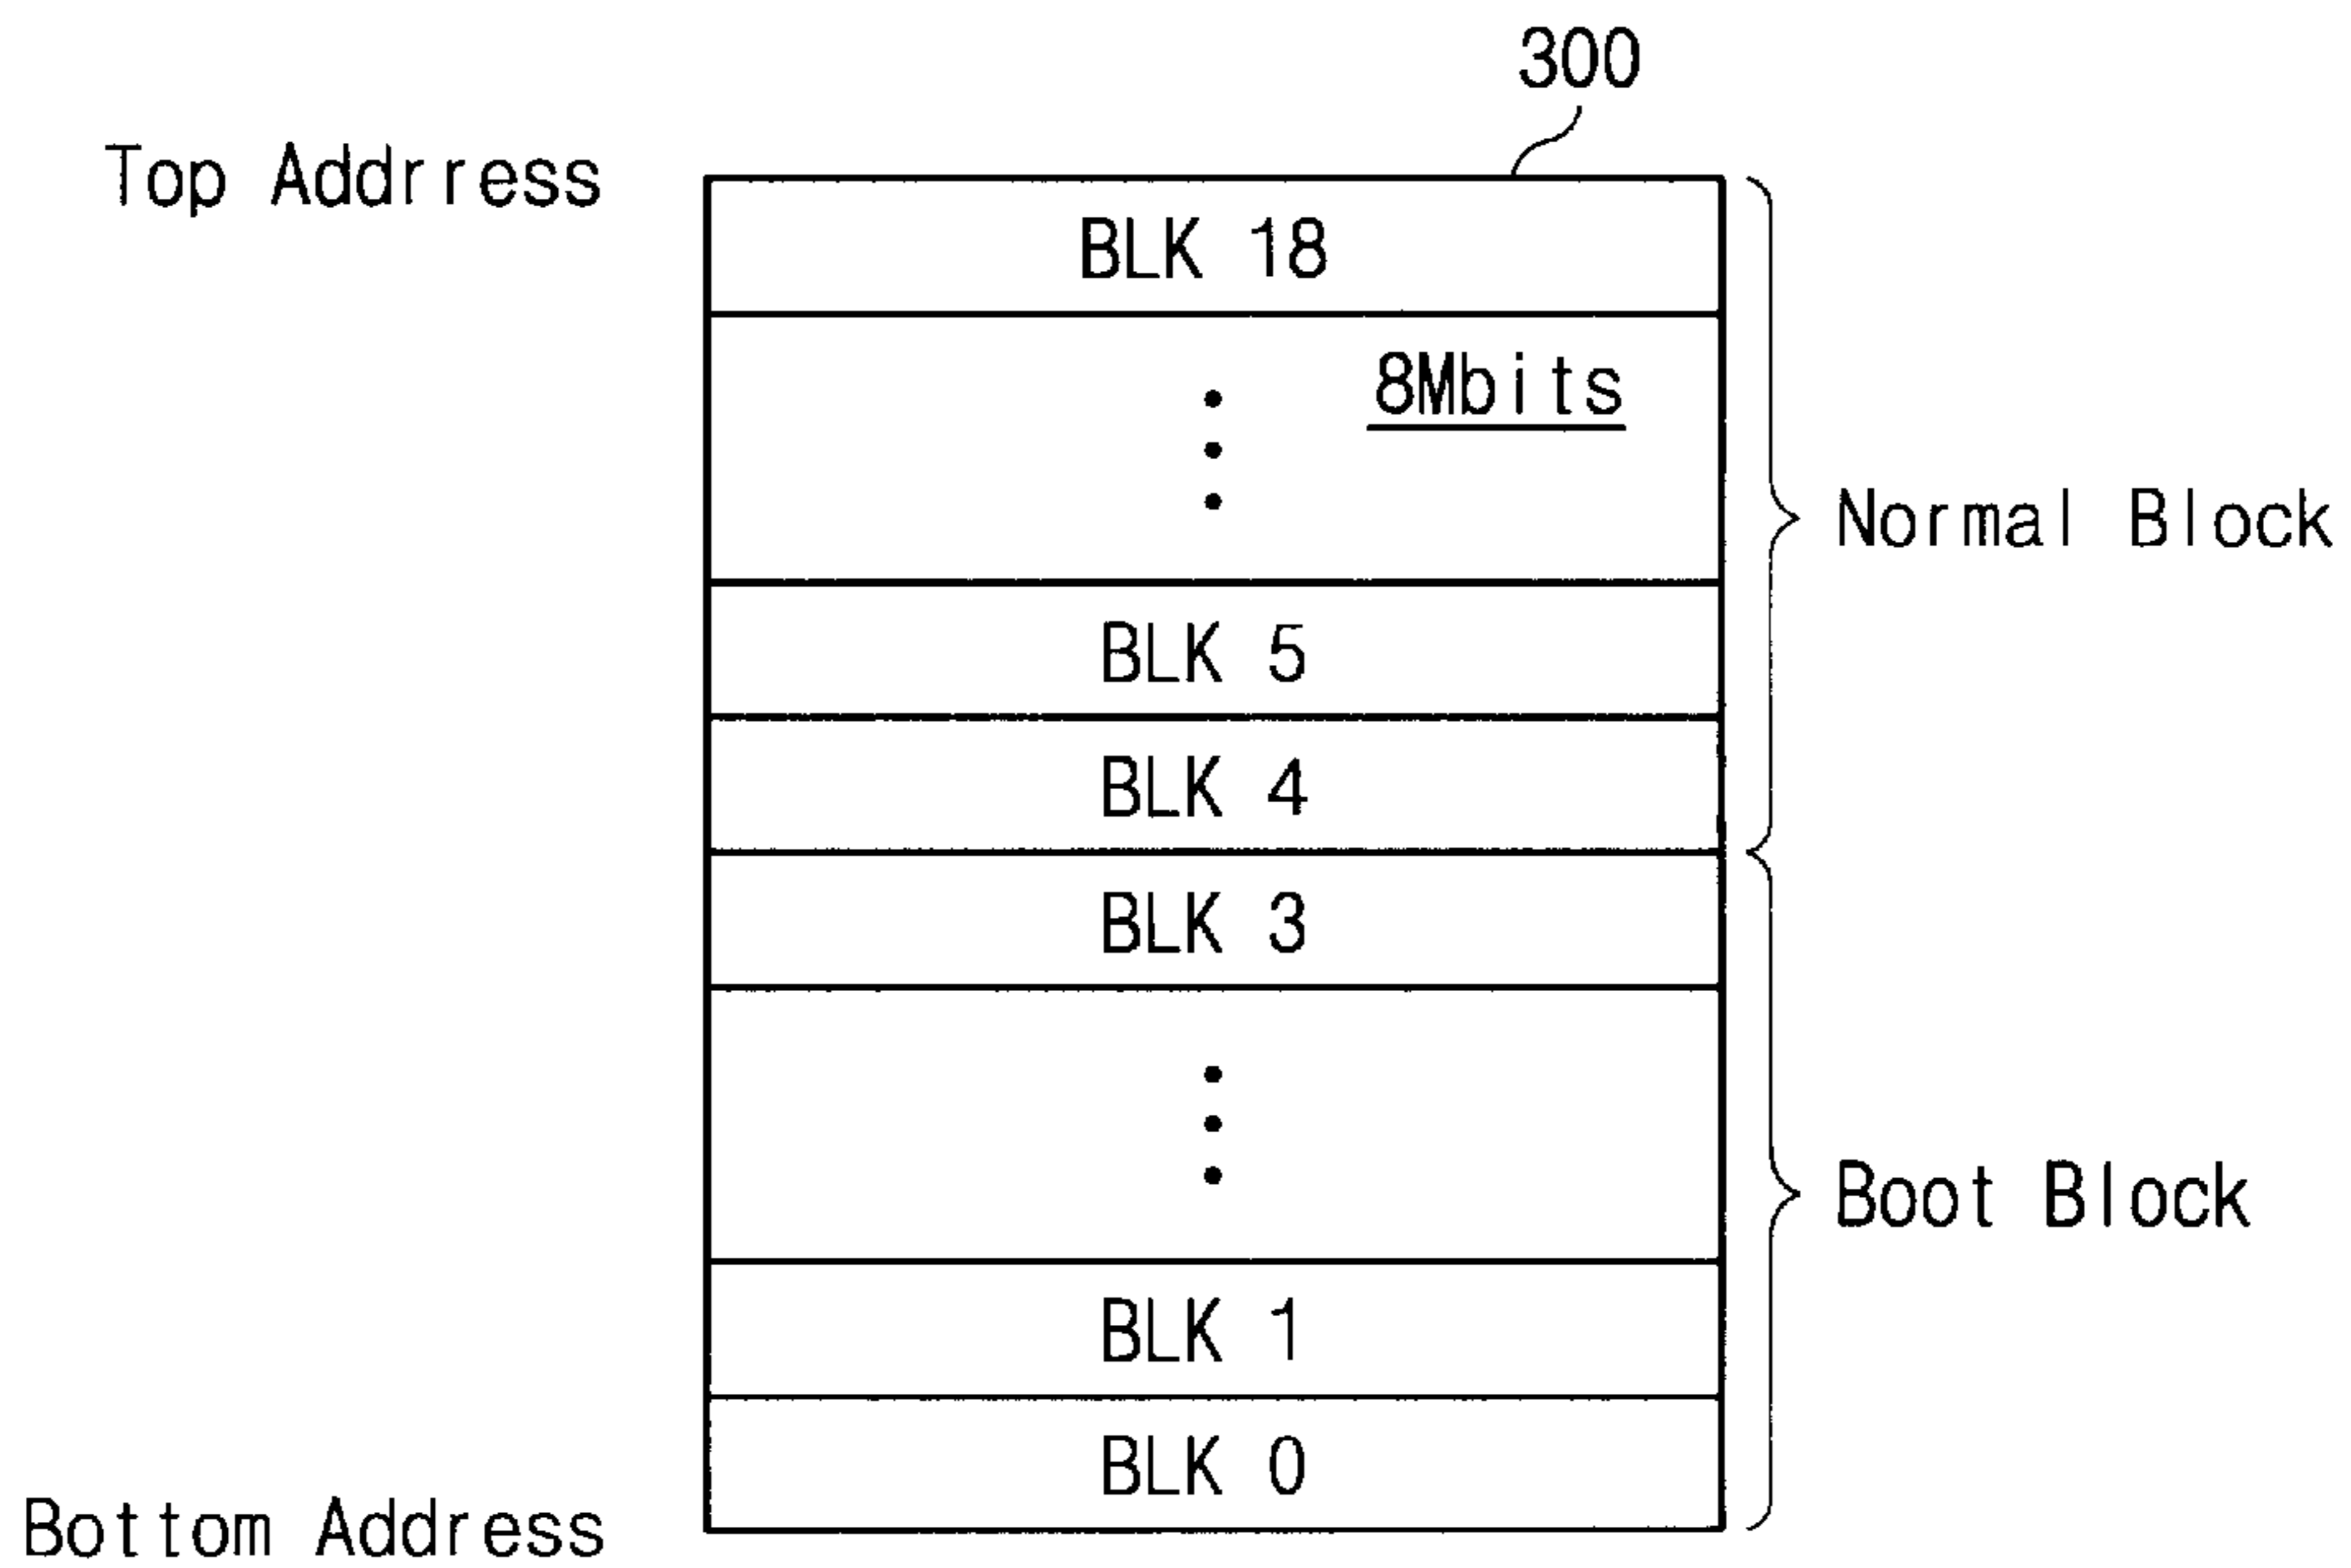 300
Top Addrress
BLK 18
8Mbits
Normal Block
BLK 5
BLK 4
BLK 3
Boot Block
BLK 1
BLK 0
Bottom Address